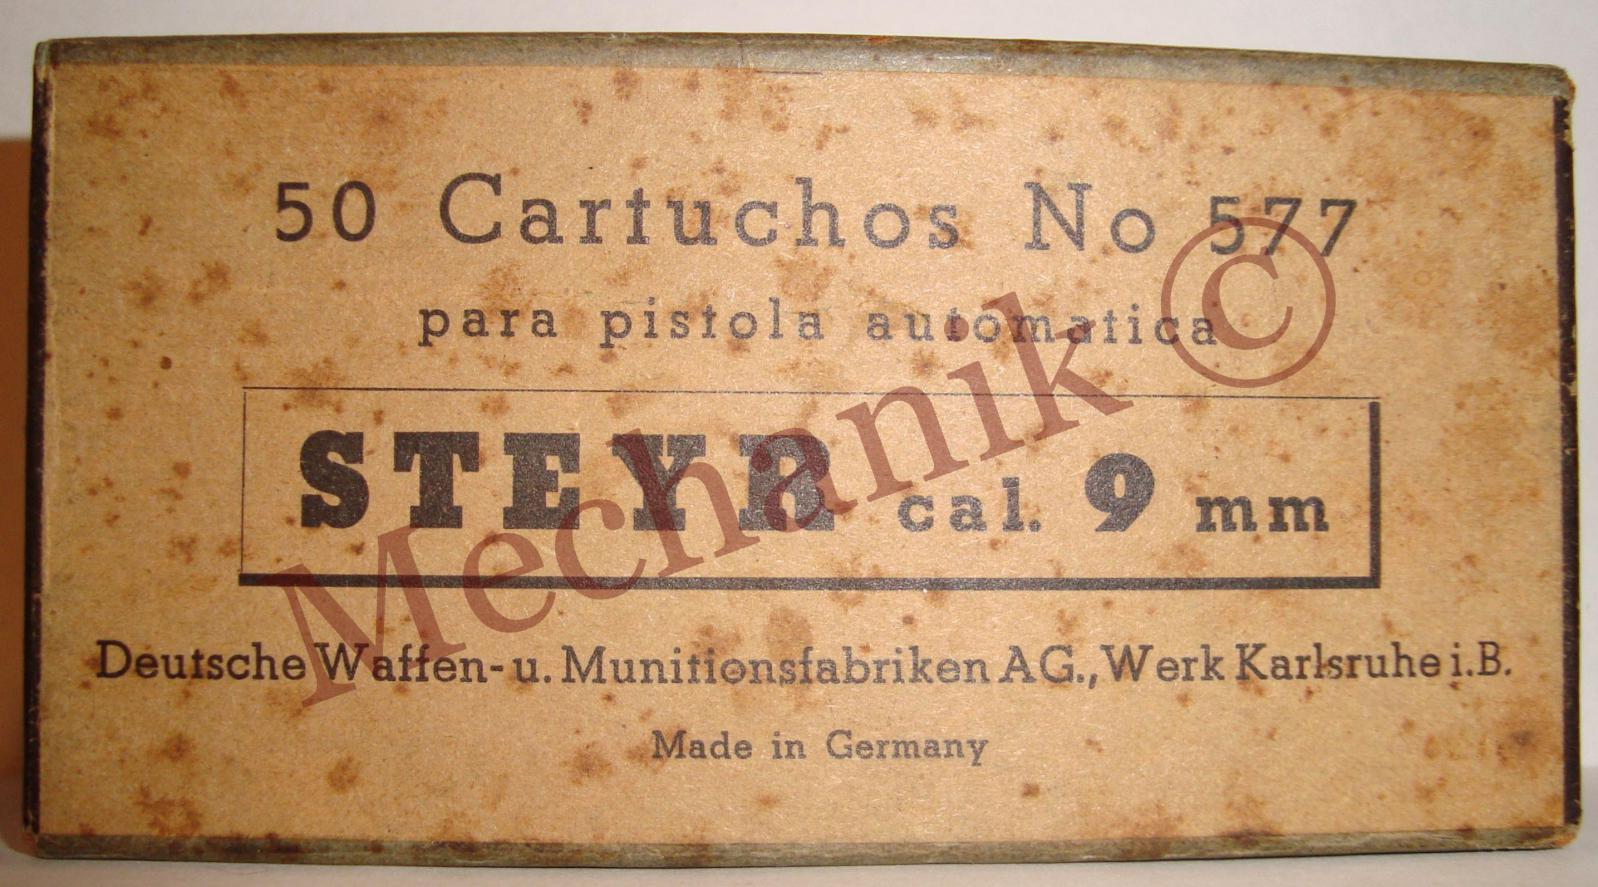 50 Cartuchos No 577
para pistola automatica
STEYR cal. 9 mm
Deutsche Waffen-u. Munitionsfabriken AG., Werk Karlsruhe i.B.
Made in Germany
Mechanik ©